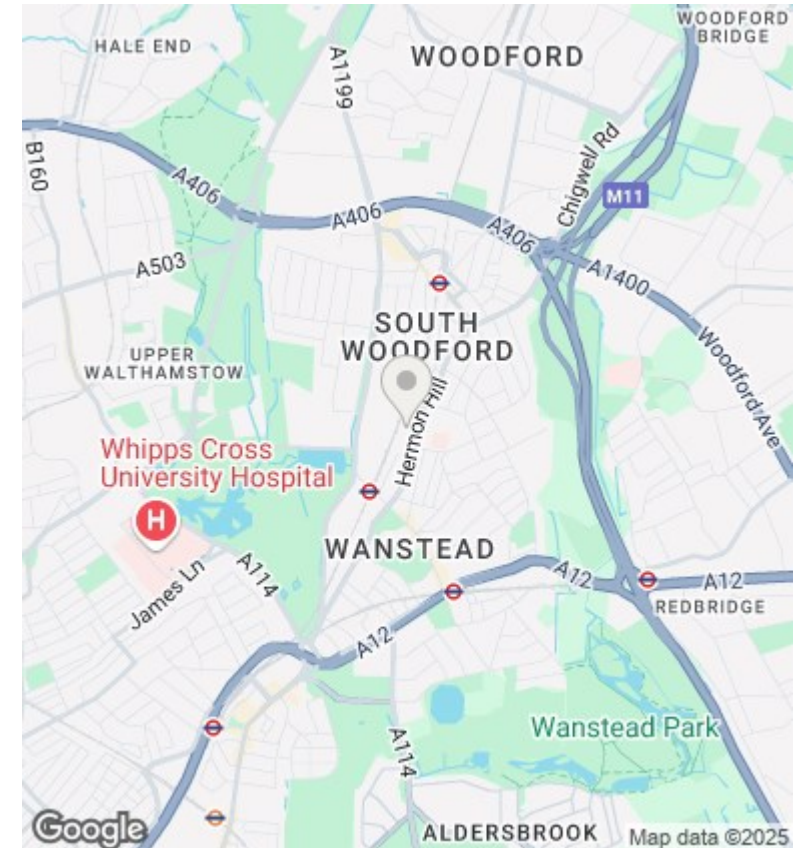 WOODFORD
BRIDGE
HALE END
WOODFORD
A1199
B160
Chigwell Rd
M11
A406
A406
A406
A503
A1400
SOUTH
WOODFORD
UPPER
WALTHAMSTOW
Woodford Ave
Hermon Hill
Whipps Cross
University Hospital
H
WANSTEAD
A114
James Ln
A12
A12
REDBRIDGE
A12
Wanstead Park
A114
Google
ALDERSBROOK
Map data ©2025